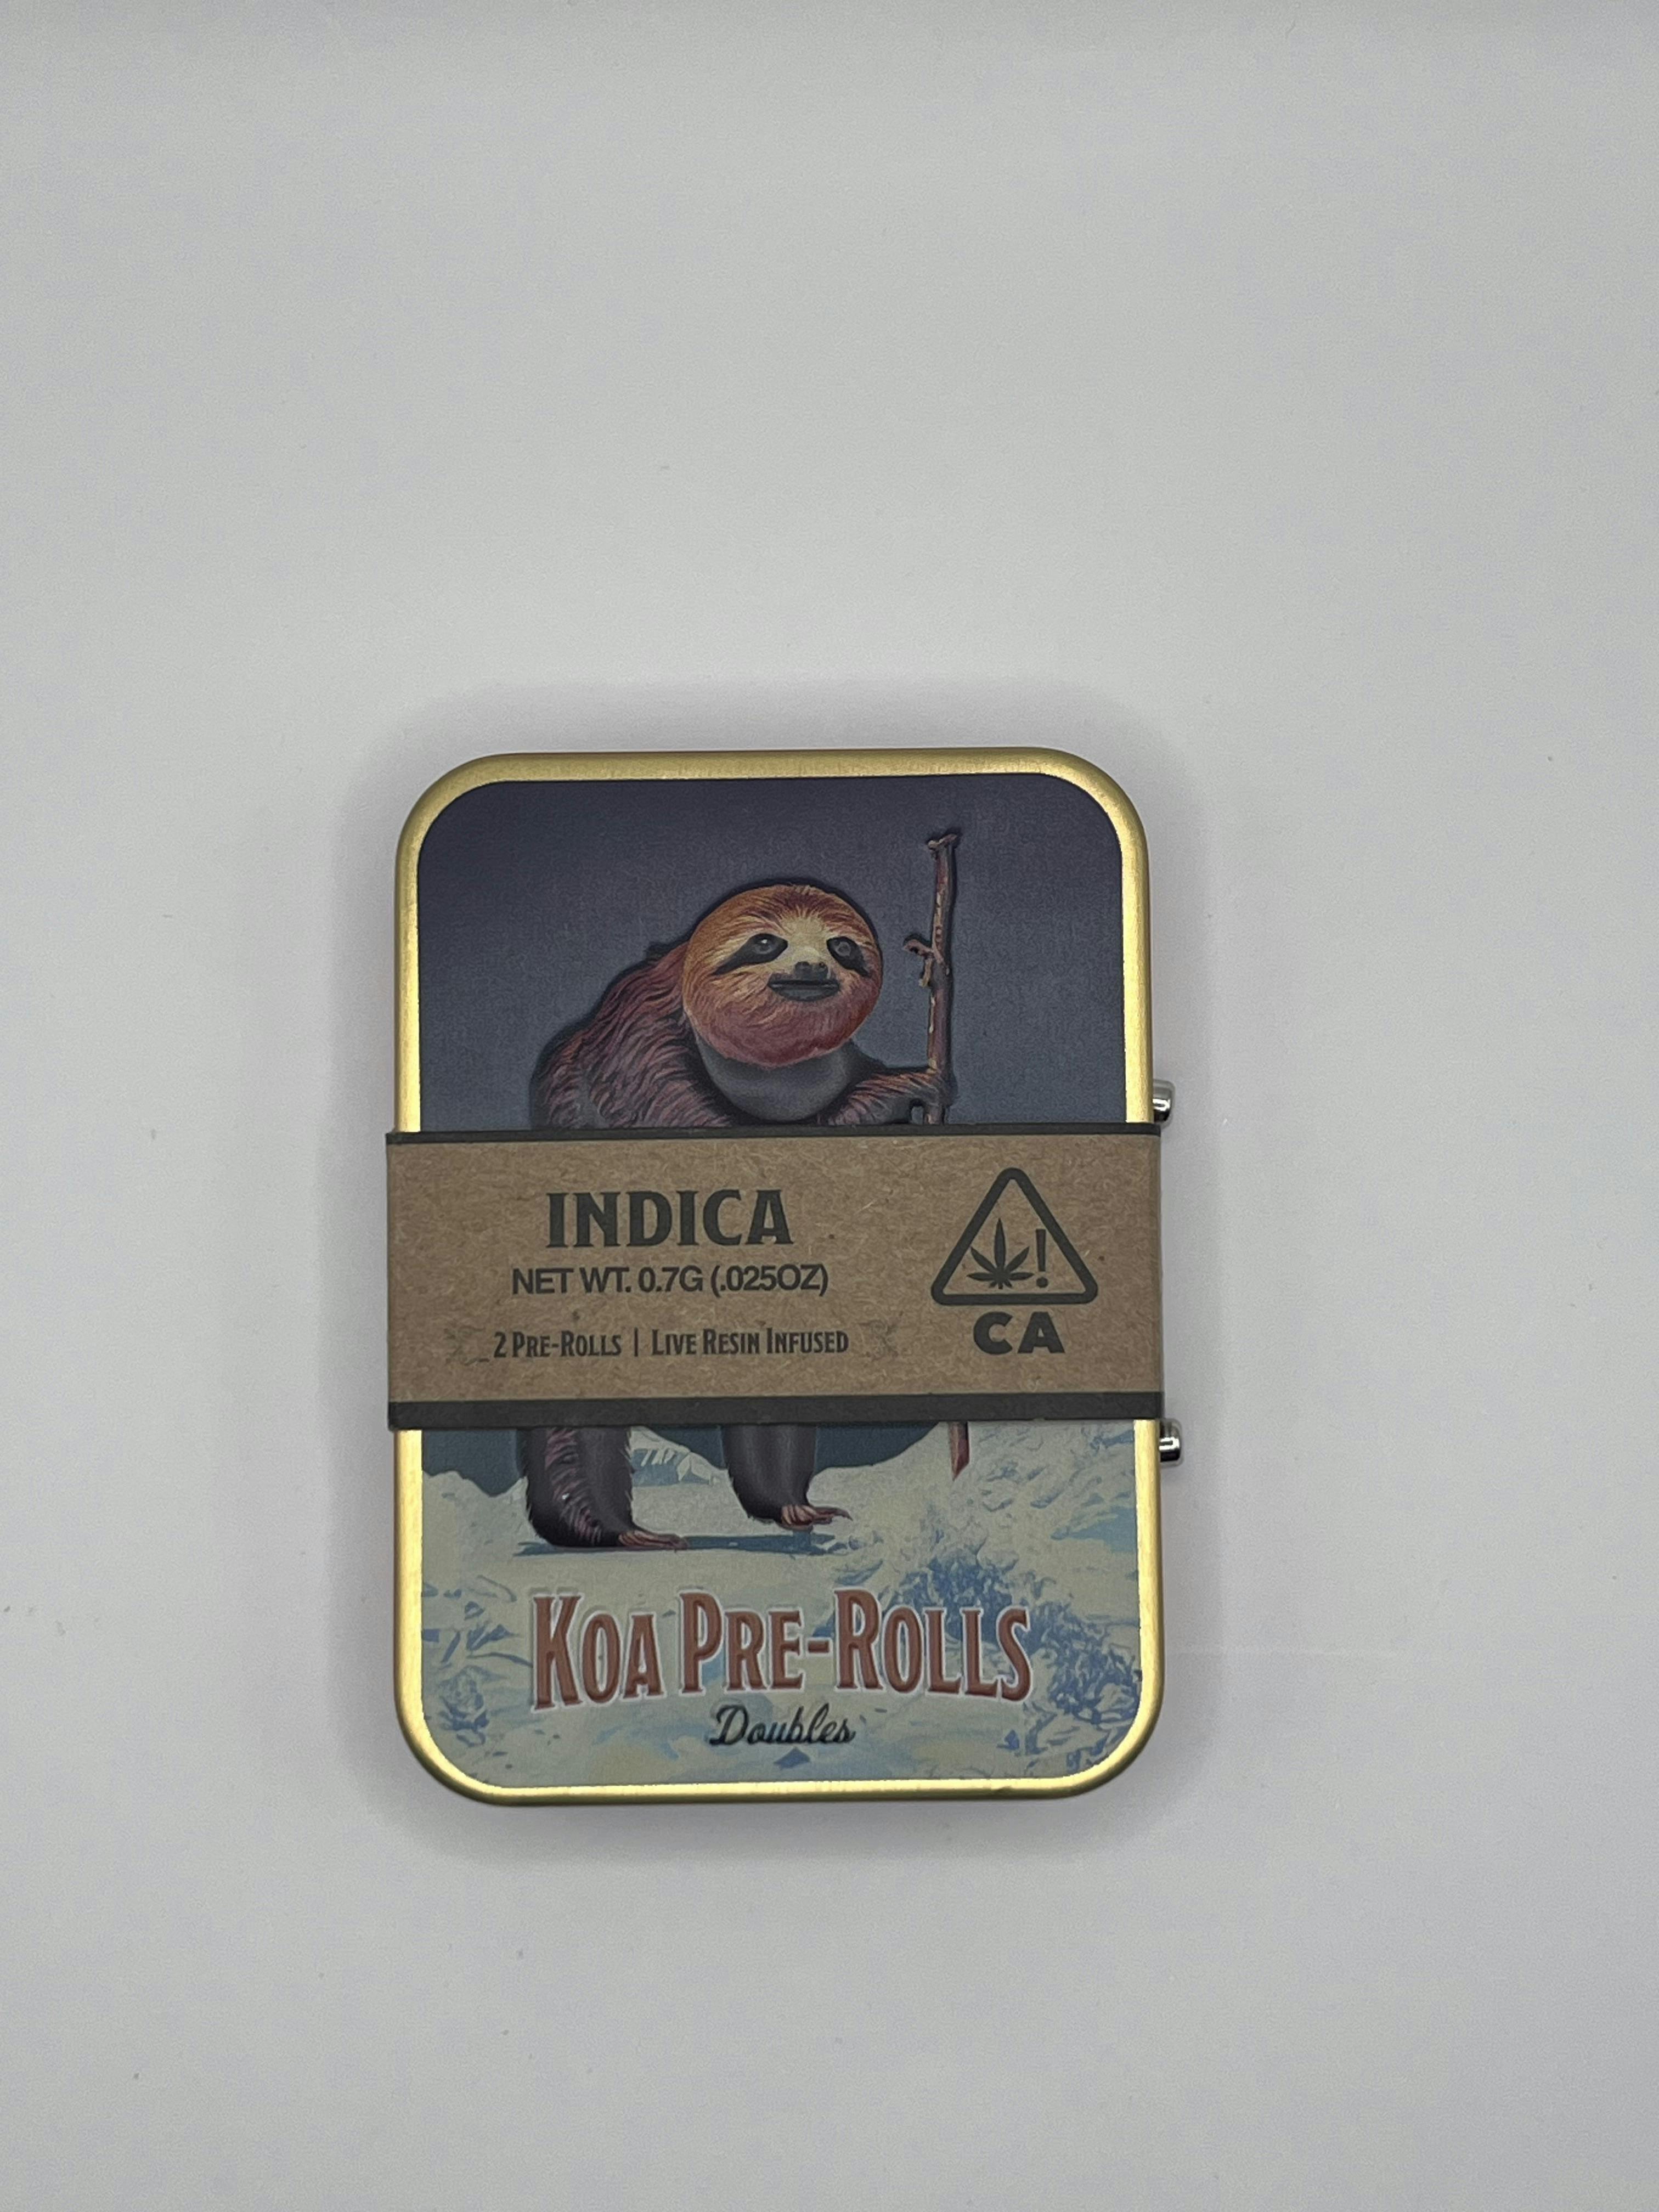 INDICA
NET WT. 0.7G (.025OZ)
2 PRE-ROLLS | LIVE RESIN INFUSED
CA
KOA PRE-ROLLS
Doubles